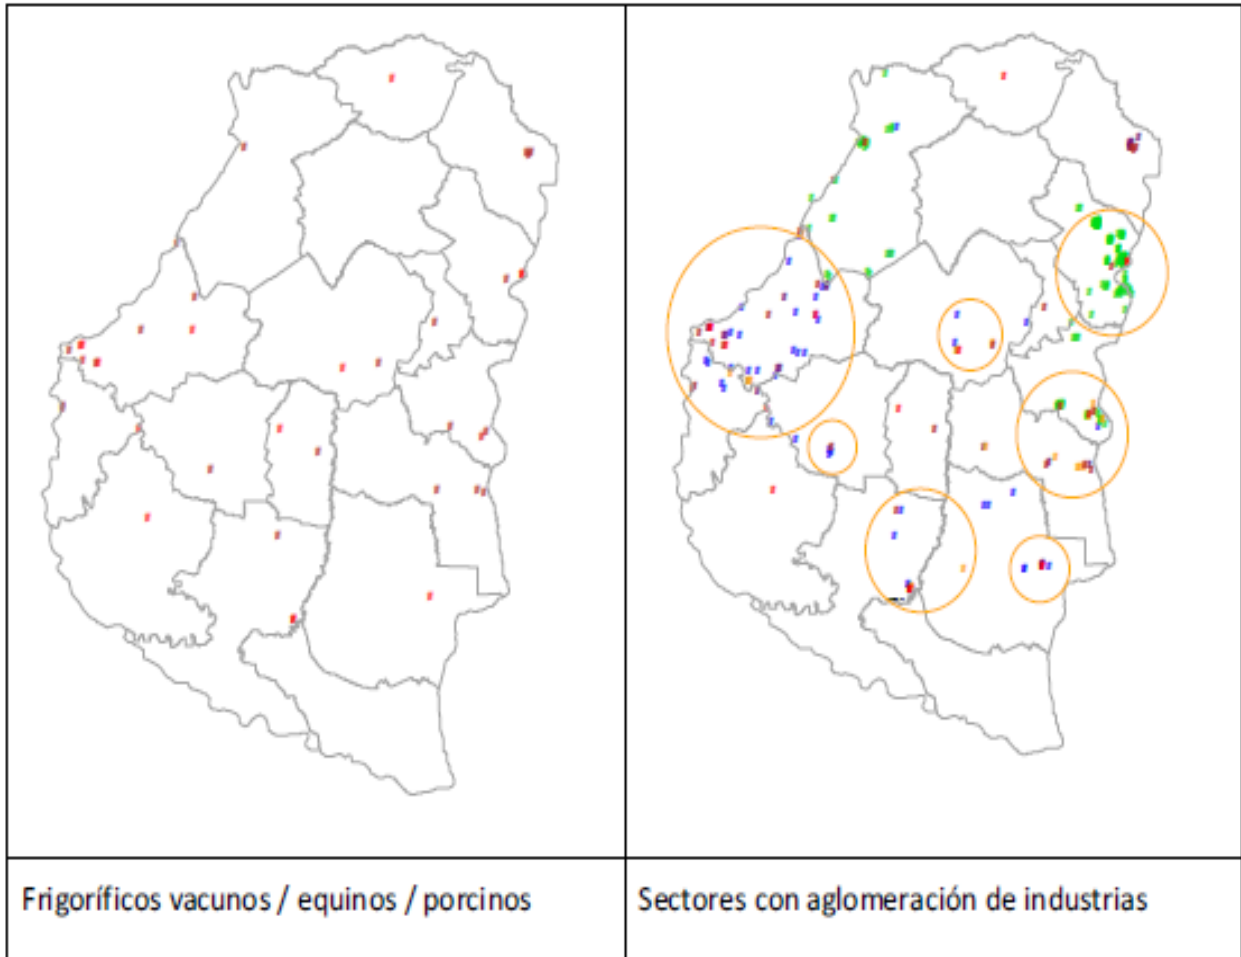 Frigoríficos vacunos / equinos / porcinos
Sectores con aglomeración de industrias